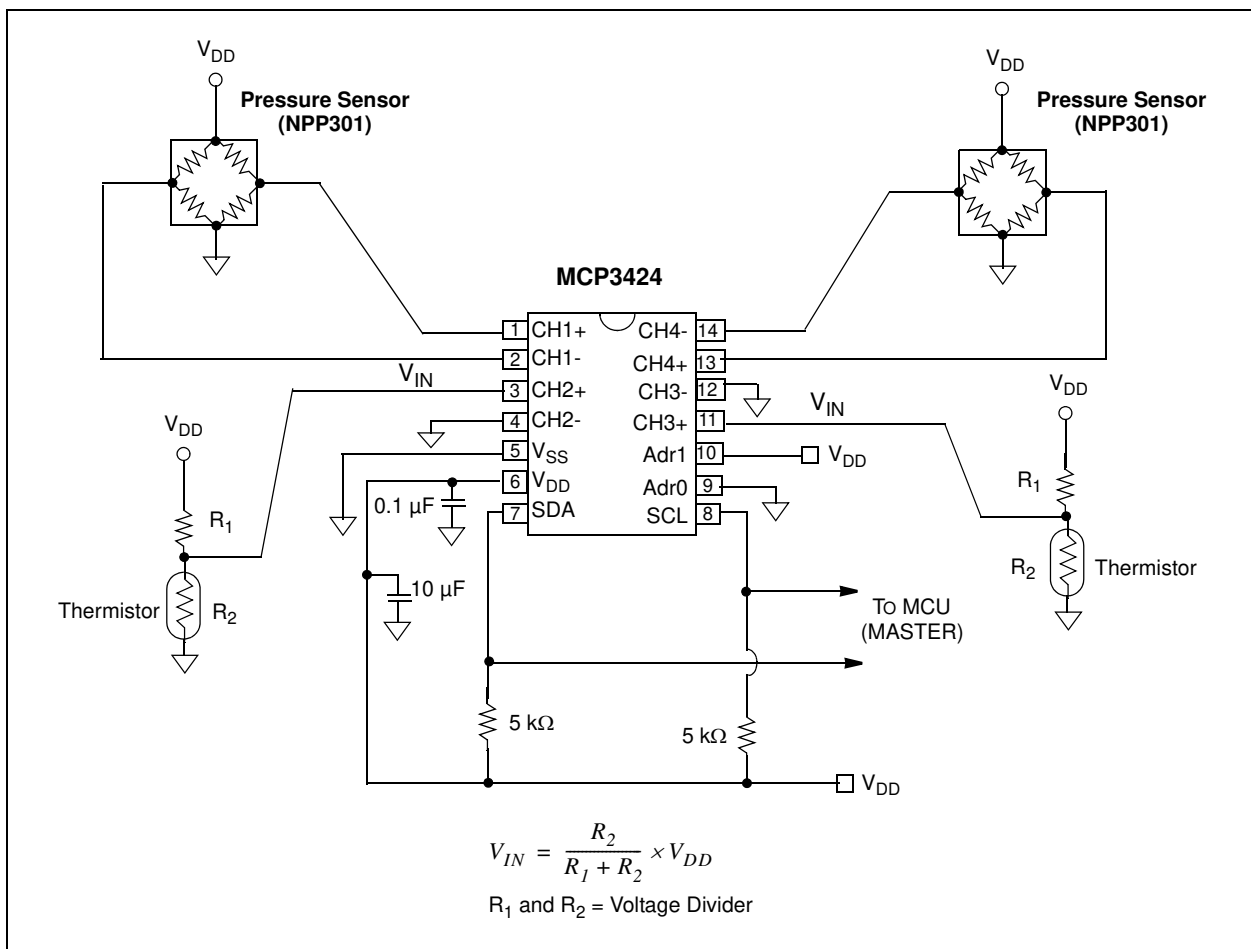 V_DD
Pressure Sensor
(NPP301)
V_DD
Pressure Sensor
(NPP301)
MCP3424
1 CH1+
2 CH1-
3 CH2+
4 CH2-
5 V_SS
6 V_DD
7 SDA
CH4- 14
CH4+ 13
CH3- 12
CH3+ 11
Adr1 10
Adr0 9
SCL 8
V_IN
V_DD
R_1
Thermistor
R_2
0.1 µF
10 µF
V_IN
V_DD
V_DD
R_1
R_2
Thermistor
TO MCU
(MASTER)
5 kΩ
5 kΩ
V_DD
V_IN = R_2 / (R_1 + R_2) × V_DD
R_1 and R_2 = Voltage Divider